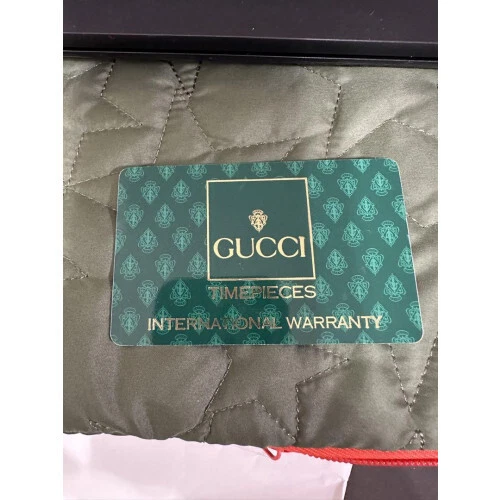 GUCCI
TIMEPIECES
INTERNATIONAL WARRANTY